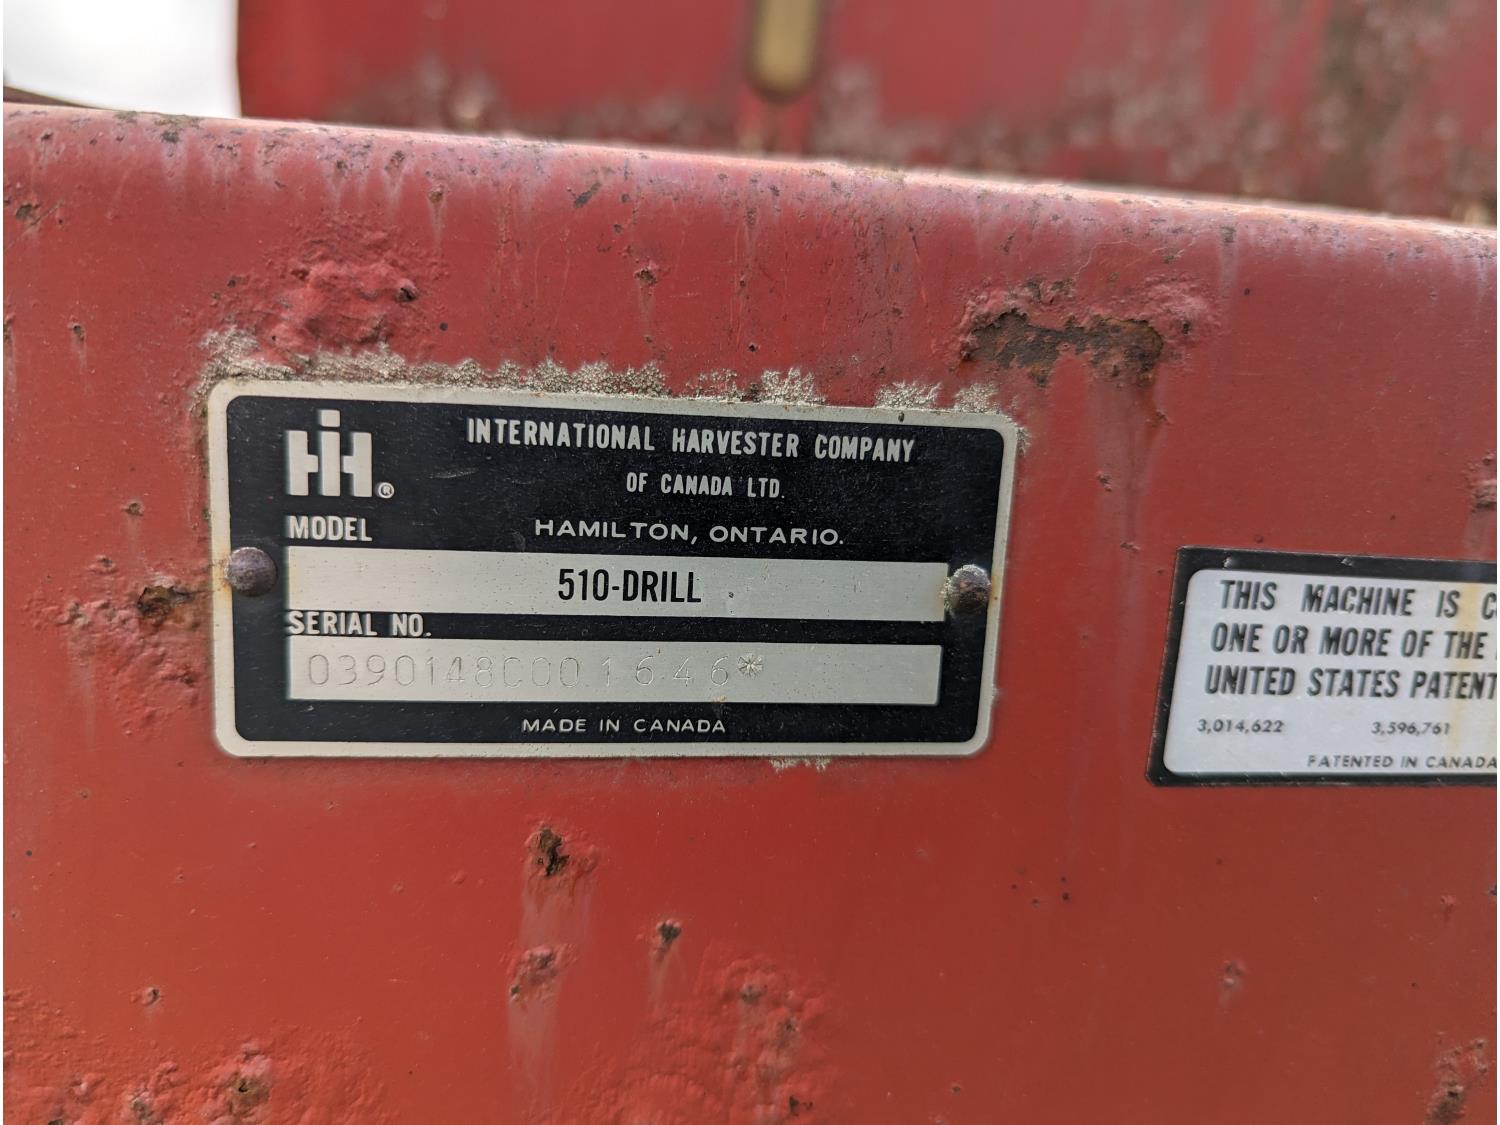 IH®
INTERNATIONAL HARVESTER COMPANY
OF CANADA LTD.
MODEL HAMILTON, ONTARIO.
510-DRILL
SERIAL NO.
0390148C001646*
MADE IN CANADA
THIS MACHINE IS C
ONE OR MORE OF THE
UNITED STATES PATENT
3,014,622 3,596,761
PATENTED IN CANADA